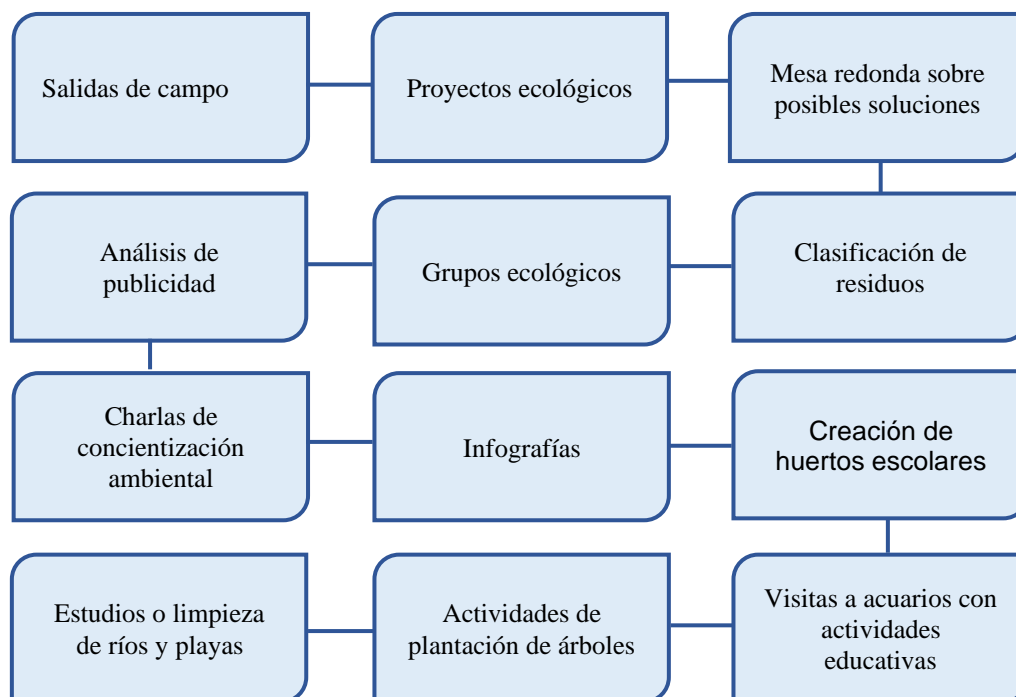 Salidas de campo
Proyectos ecológicos
Mesa redonda sobre
posibles soluciones
Análisis de
publicidad
Grupos ecológicos
Clasificación de
residuos
Charlas de
concientización
ambiental
Infografías
Creación de
huertos escolares
Estudios o limpieza
de ríos y playas
Actividades de
plantación de árboles
Visitas a acuarios con
actividades
educativas